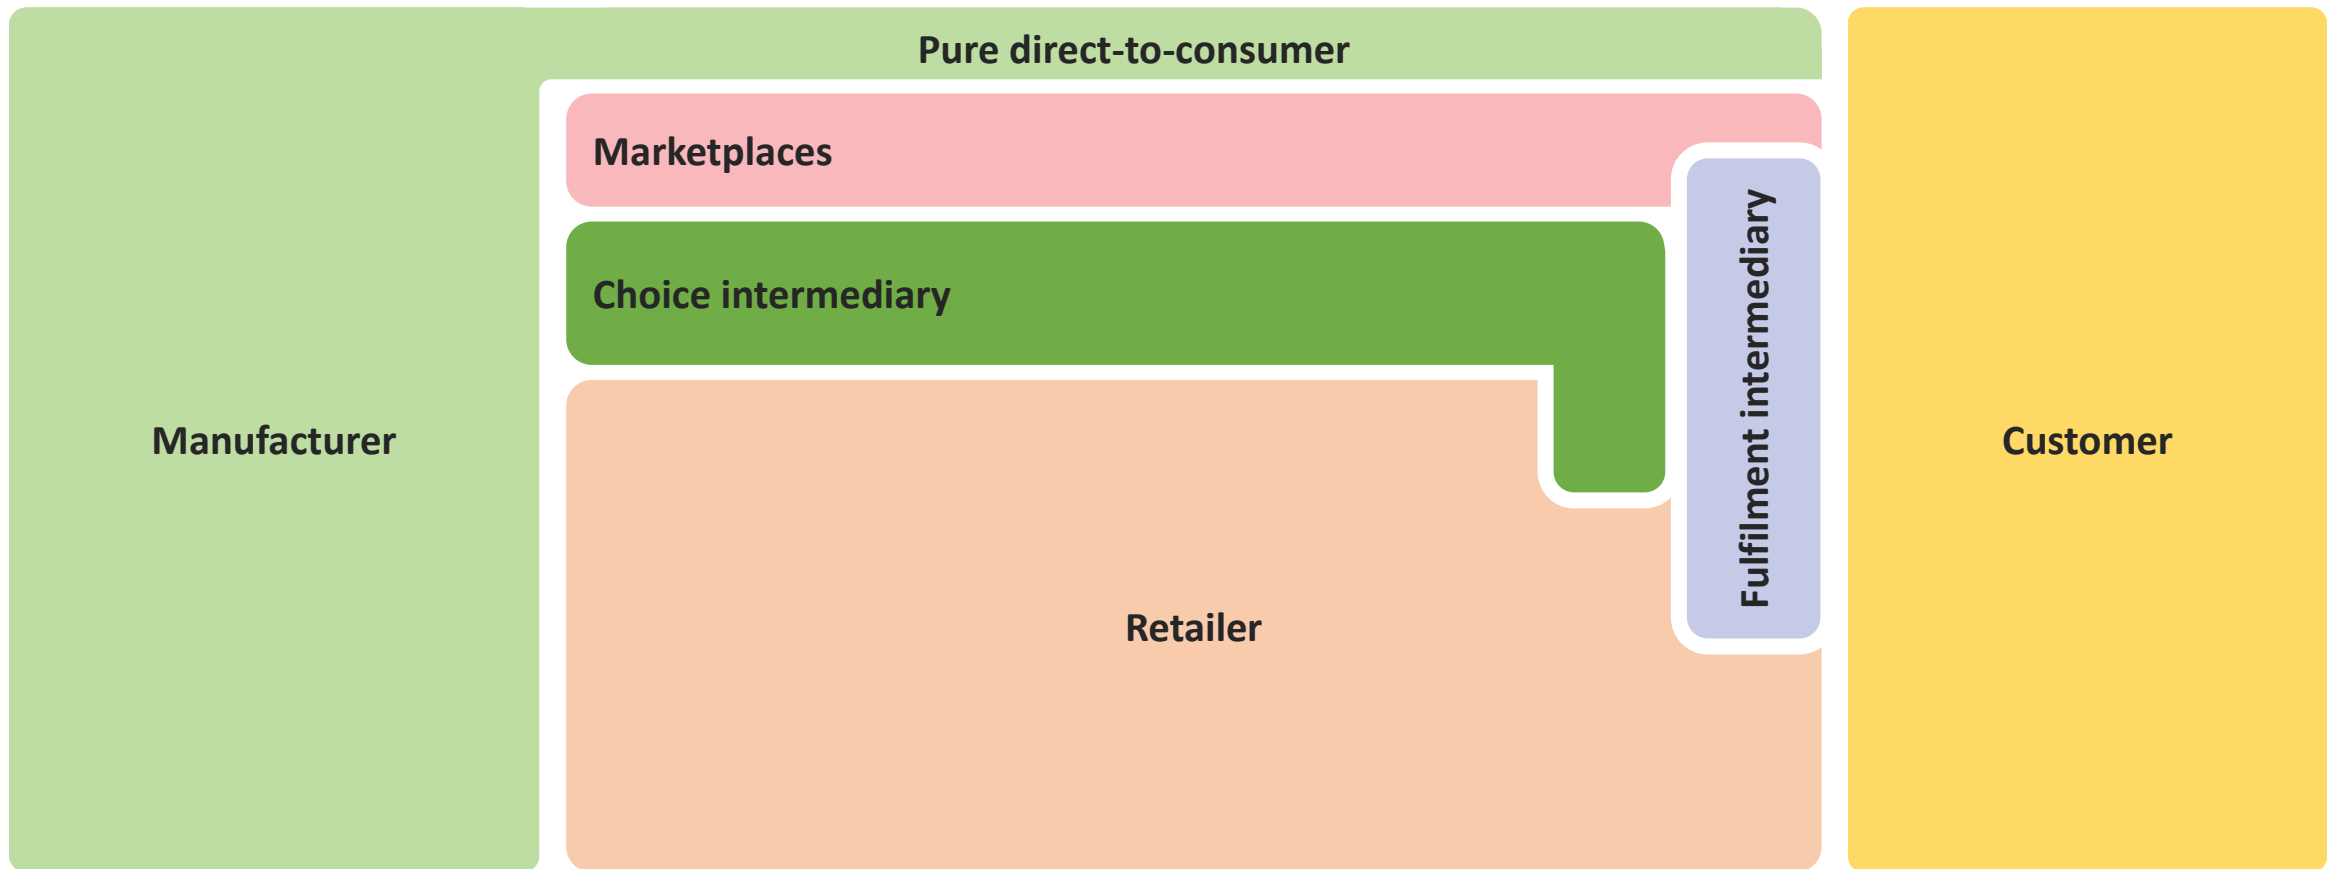 Pure direct-to-consumer
Marketplaces
Choice intermediary
Fulfilment intermediary
Manufacturer
Customer
Retailer